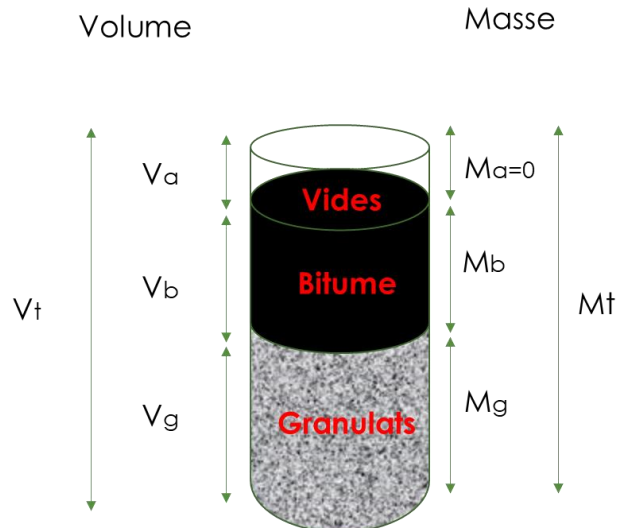 Volume
Masse
Va
Ma=0
Vides
Vb
Mb
Bitume
Vt
Mt
Vg
Mg
Granulats